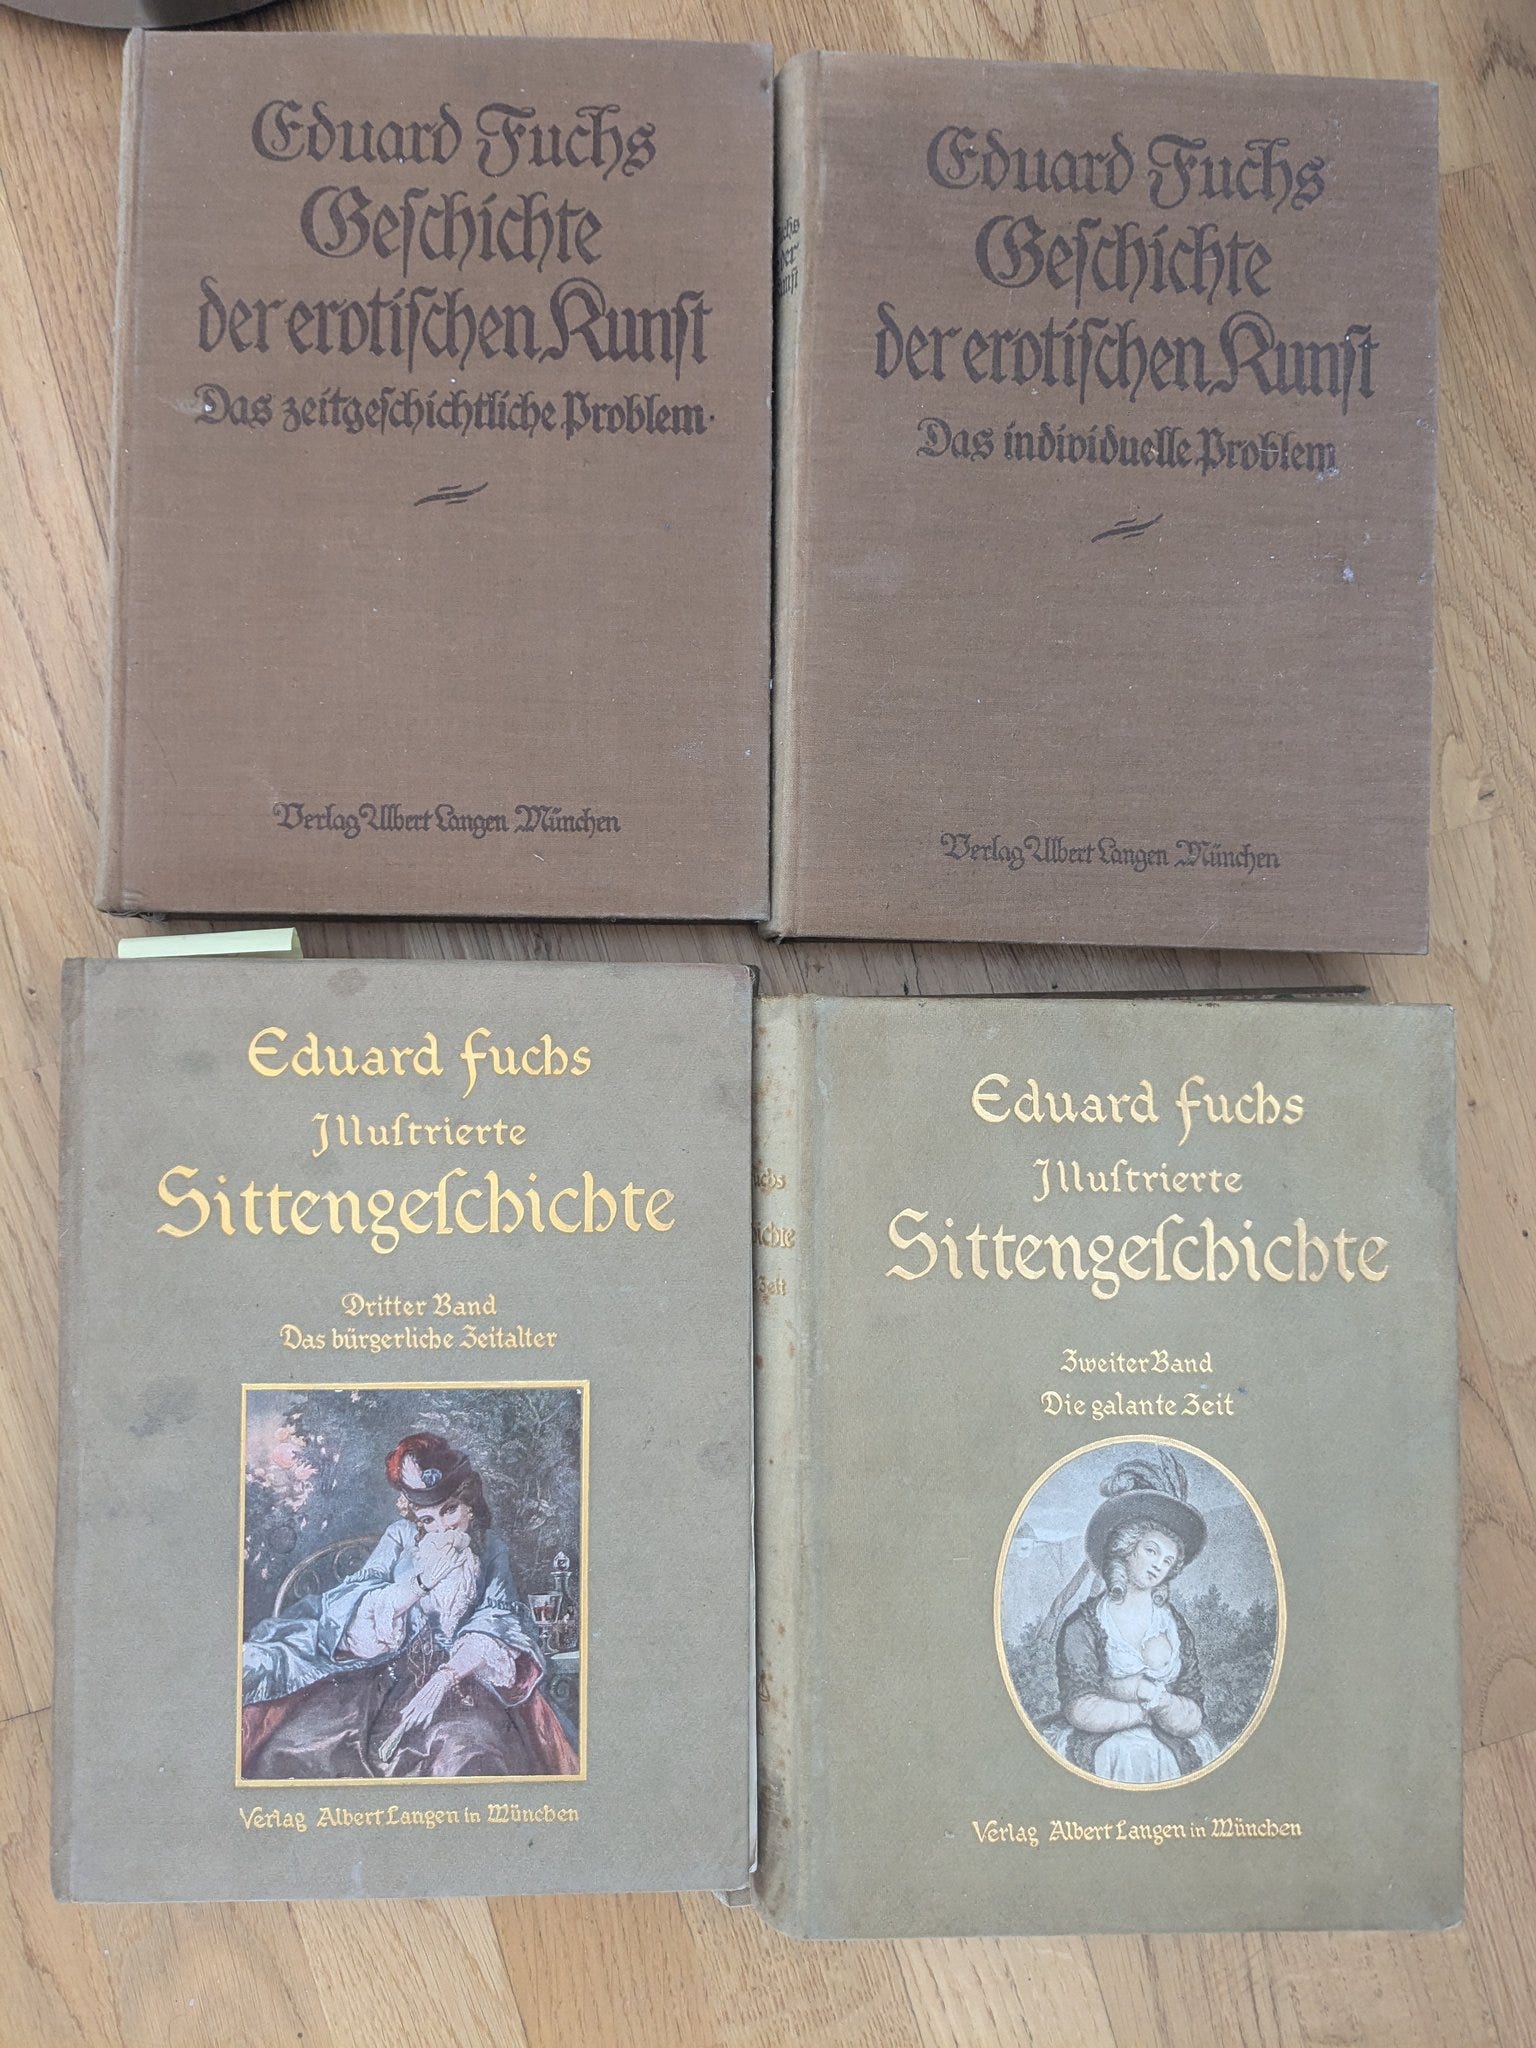 Eduard Fuchs
Geschichte
der erotischen Kunst
Das zeitgeschichtliche Problem.
Verlag Albert Langen München
Eduard Fuchs
Geschichte
der erotischen Kunst
Das individuelle Problem
Verlag Albert Langen München
Eduard Fuchs
Illustrierte
Sittengeschichte
Dritter Band
Das bürgerliche Zeitalter
Verlag Albert Langen in München
Zeit
Eduard Fuchs
Illustrierte
Sittengeschichte
Zweiter Band
Die galante Zeit
Verlag Albert Langen in München